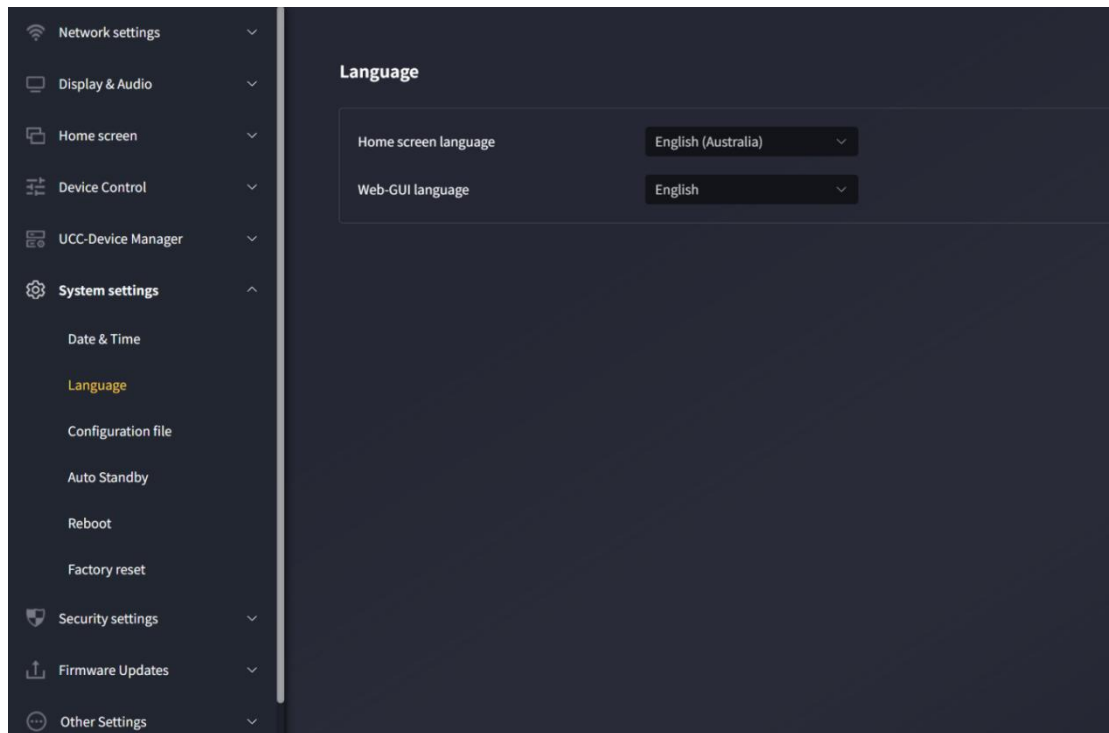 Network settings
Display & Audio
Home screen
Device Control
UCC-Device Manager
System settings
Date & Time
Language
Configuration file
Auto Standby
Reboot
Factory reset
Security settings
Firmware Updates
Other Settings
Language
Home screen language English (Australia)
Web-GUI language English